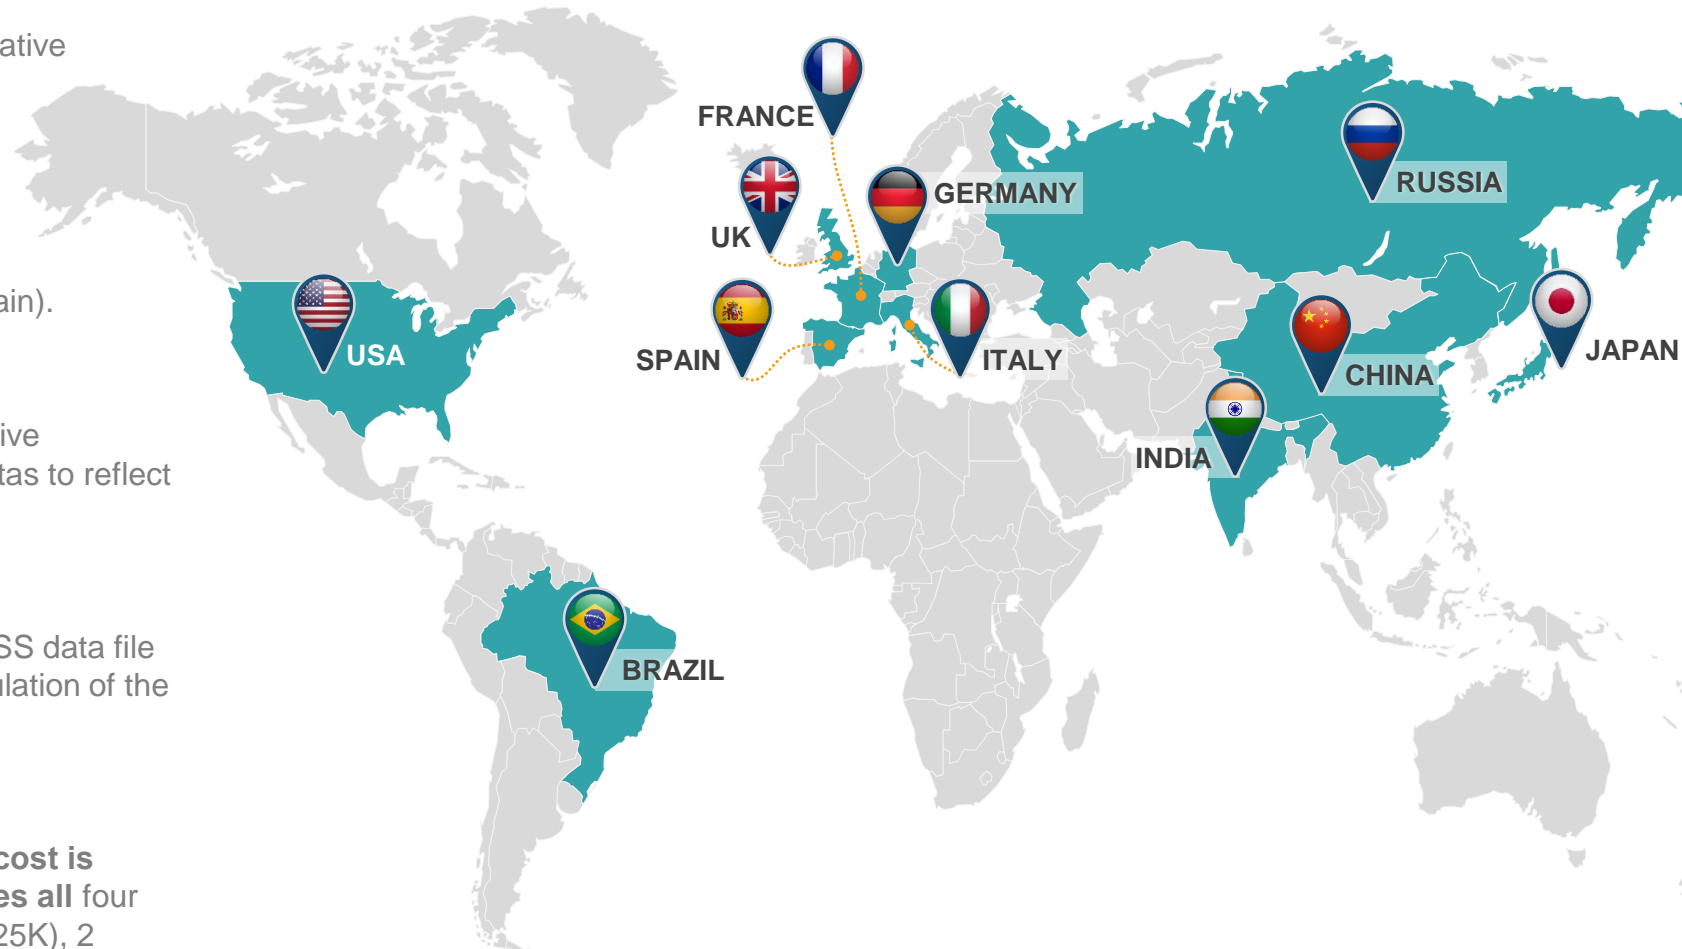 ative
ain).
ive
tas to reflect
SS data file
ulation of the
cost is
es all four
25K), 2
FRANCE
UK
GERMANY
RUSSIA
USA
SPAIN
ITALY
CHINA
JAPAN
INDIA
BRAZIL